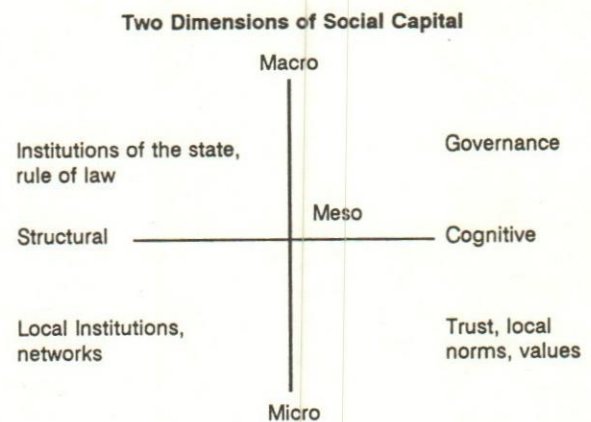 Two Dimensions of Social Capital
Macro
Institutions of the state,
rule of law
Governance
Meso
Structural
Cognitive
Local Institutions,
networks
Trust, local
norms, values
Micro